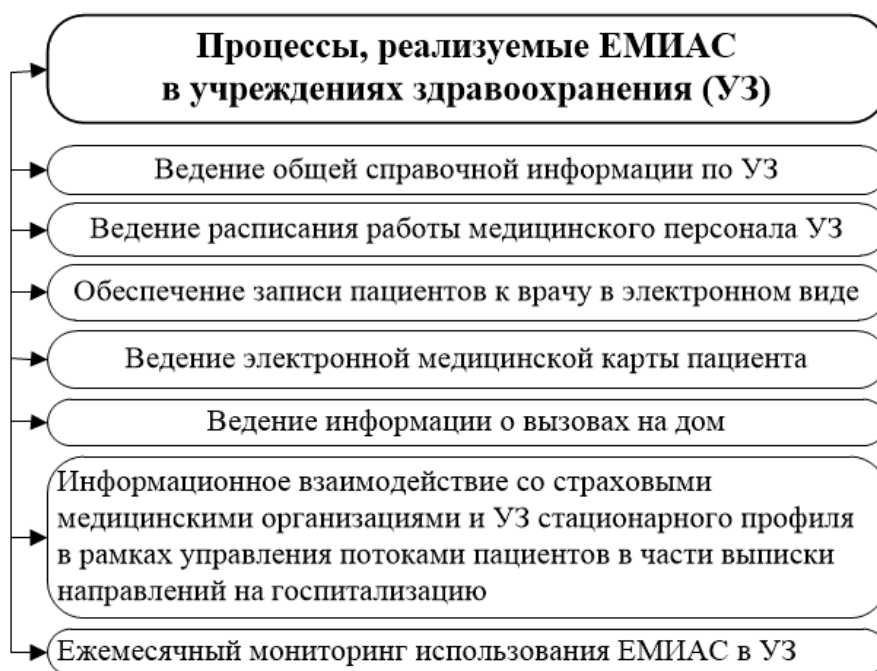 Процессы, реализуемые ЕМИАС
в учреждениях здравоохранения (УЗ)
Ведение общей справочной информации по УЗ
Ведение расписания работы медицинского персонала УЗ
Обеспечение записи пациентов к врачу в электронном виде
Ведение электронной медицинской карты пациента
Ведение информации о вызовах на дом
Информационное взаимодействие со страховыми
медицинскими организациями и УЗ стационарного профиля
в рамках управления потоками пациентов в части выписки
направлений на госпитализацию
Ежемесячный мониторинг использования ЕМИАС в УЗ